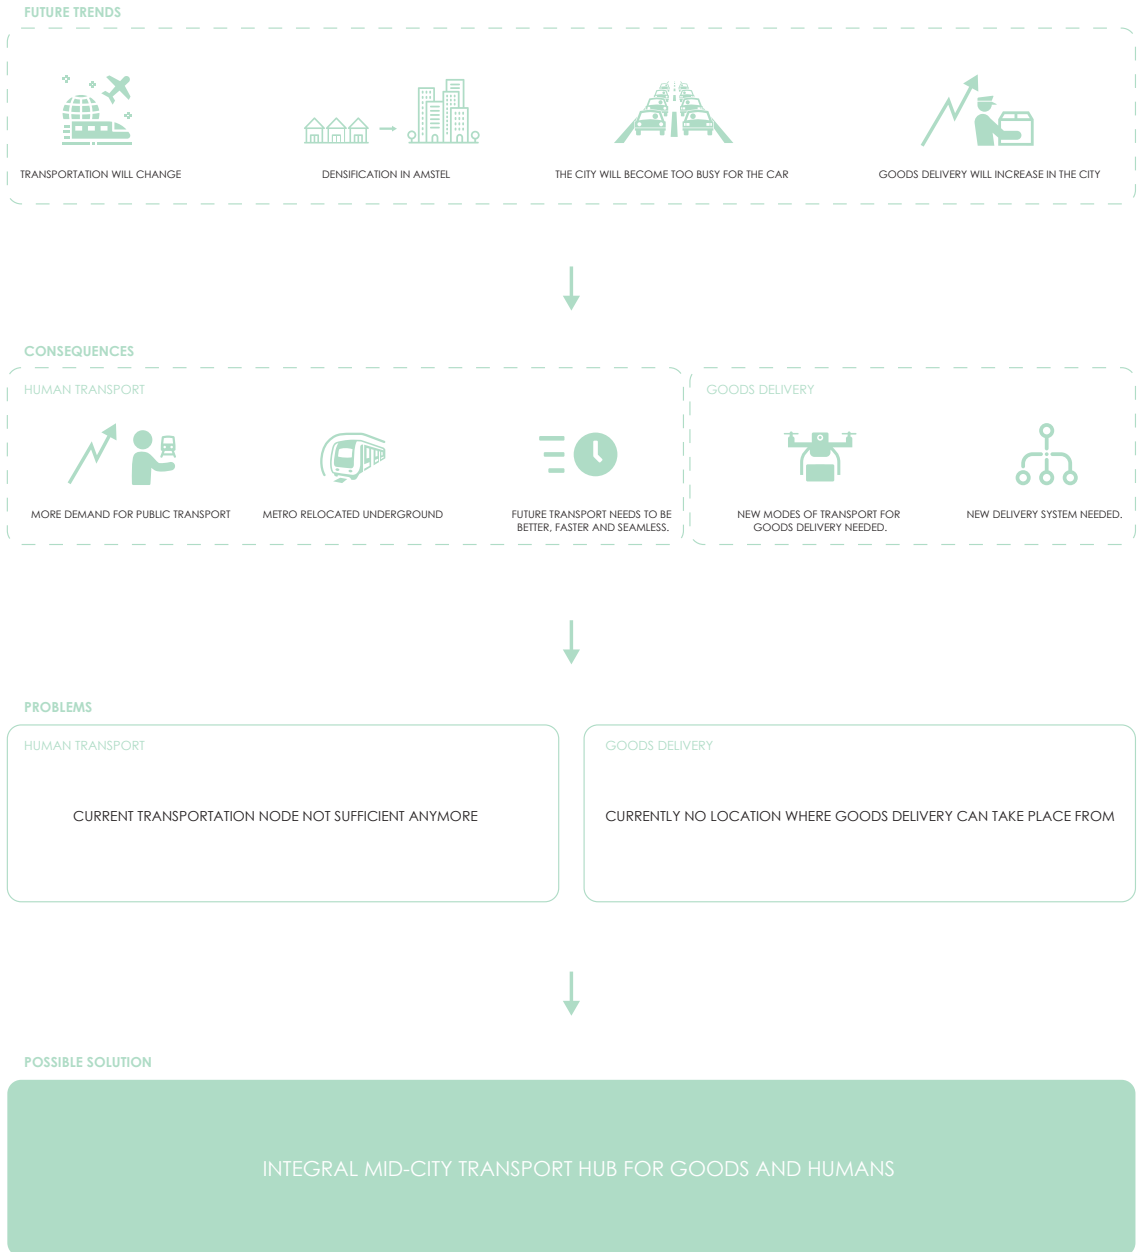 FUTURE TRENDS
TRANSPORTATION WILL CHANGE
DENSIFICATION IN AMSTEL
THE CITY WILL BECOME TOO BUSY FOR THE CAR
GOODS DELIVERY WILL INCREASE IN THE CITY
CONSEQUENCES
HUMAN TRANSPORT
MORE DEMAND FOR PUBLIC TRANSPORT
METRO RELOCATED UNDERGROUND
FUTURE TRANSPORT NEEDS TO BE
BETTER, FASTER AND SEAMLESS.
GOODS DELIVERY
NEW MODES OF TRANSPORT FOR
GOODS DELIVERY NEEDED.
NEW DELIVERY SYSTEM NEEDED.
PROBLEMS
HUMAN TRANSPORT
CURRENT TRANSPORTATION NODE NOT SUFFICIENT ANYMORE
GOODS DELIVERY
CURRENTLY NO LOCATION WHERE GOODS DELIVERY CAN TAKE PLACE FROM
POSSIBLE SOLUTION
INTEGRAL MID-CITY TRANSPORT HUB FOR GOODS AND HUMANS